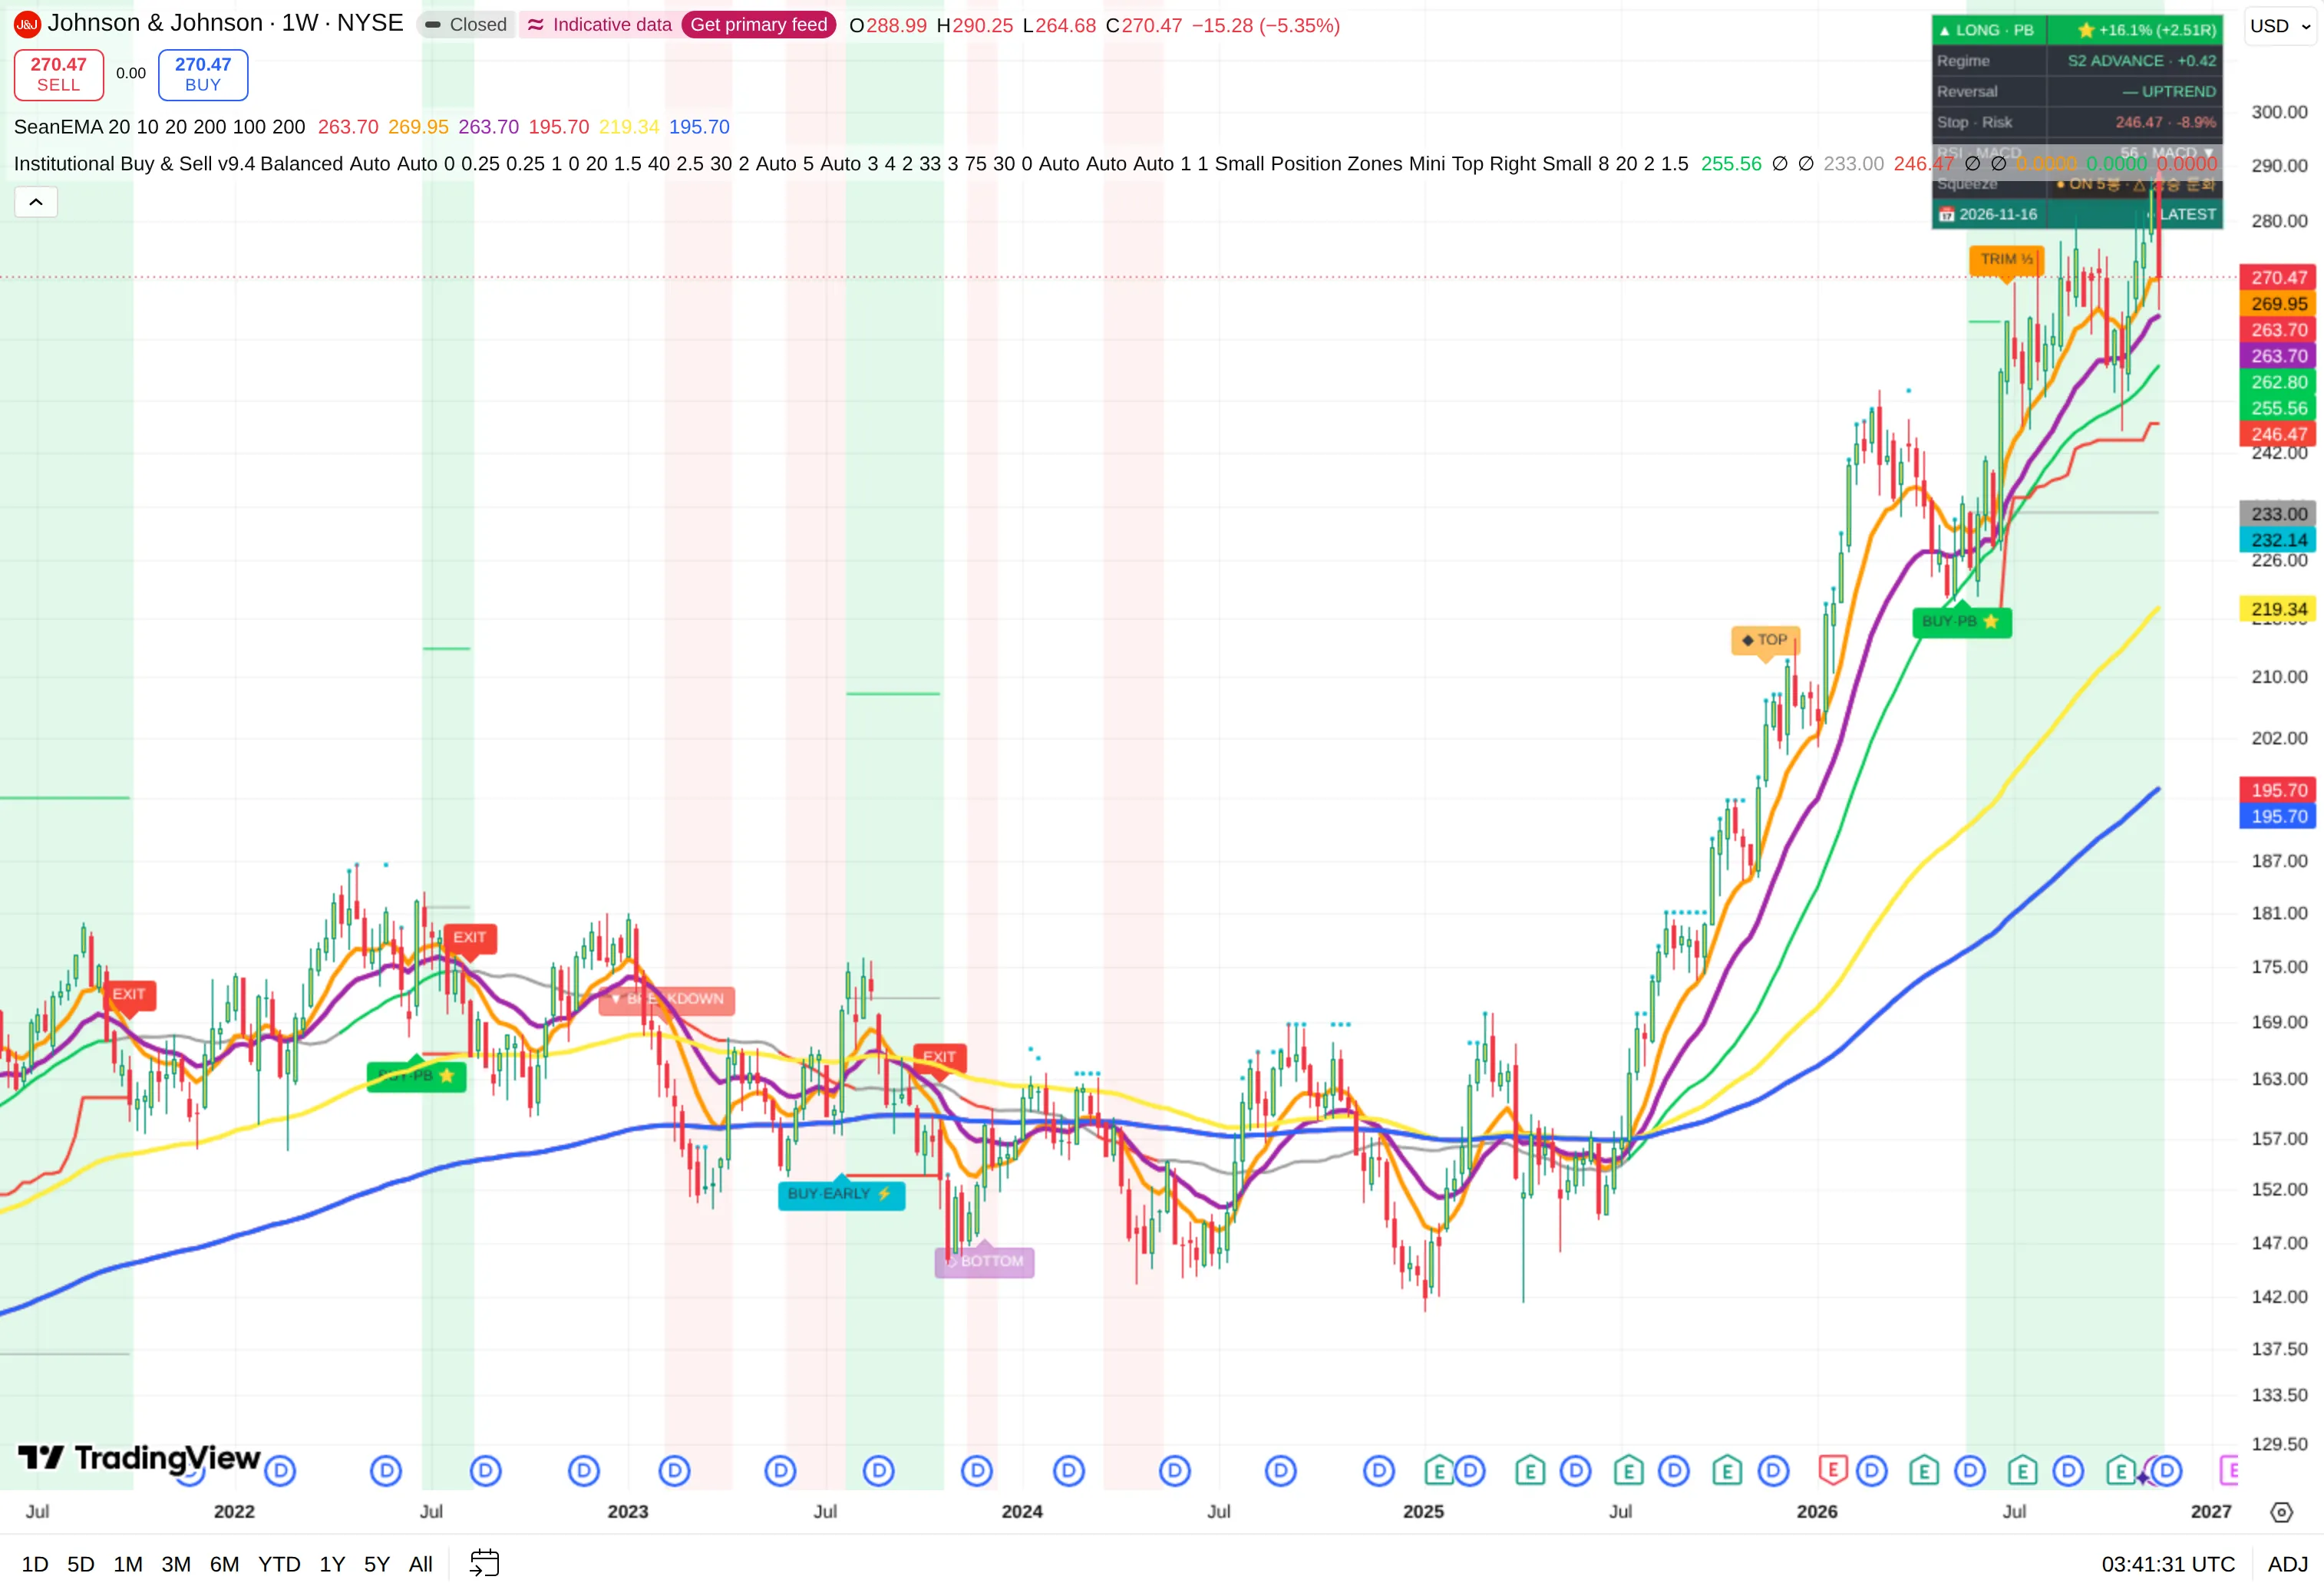 Johnson & Johnson · 1W · NYSE
Closed
Indicative data
Get primary feed
O288.99 H290.25 L264.68 C270.47 −15.28 (−5.35%)
270.47
SELL
0.00
270.47
BUY
SeanEMA 20 10 20 200 100 200 263.70 269.95 263.70 195.70 219.34 195.70
Institutional Buy & Sell v9.4 Balanced Auto Auto 0 0.25 0.25 1 0 20 1.5 40 2.5 30 2 Auto 5 Auto 3 4 2 33 3 75 30 0 Auto Auto Auto 1 1 Small Position Zones Mini Top Right Small 8 20 2 1.5 255.56 ∅ ∅ 233.00 246.47 ∅ ∅ 0.0000 0.0000 0.0000
▲ LONG · PB ⭐ +16.1% (+2.51R)
Regime S2 ADVANCE · +0.42
Reversal — UPTREND
Stop · Risk 246.47 · -8.9%
RSI · MACD 56 · MACD ▼
Squeeze ● ON 5봉 · △
📅 2026-11-16 LATEST
USD
300.00
290.00
280.00
270.47
269.95
263.70
263.70
262.80
255.56
246.47
242.00
233.00
232.14
226.00
219.34
210.00
202.00
195.70
195.70
187.00
181.00
175.00
169.00
163.00
157.00
152.00
147.00
142.00
137.50
133.50
129.50
TRIM ⅓
BUY·PB ⭐
◆ TOP
EXIT
EXIT
▼ BREAKDOWN
EXIT
BUY·PB ⭐
BUY·EARLY ⚡
BOTTOM
TradingView
D D D D D D D D D D D D E D E D E D E D E D E D E D E D E
Jul 2022 Jul 2023 Jul 2024 Jul 2025 Jul 2026 Jul 2027
1D 5D 1M 3M 6M YTD 1Y 5Y All
03:41:31 UTC ADJ